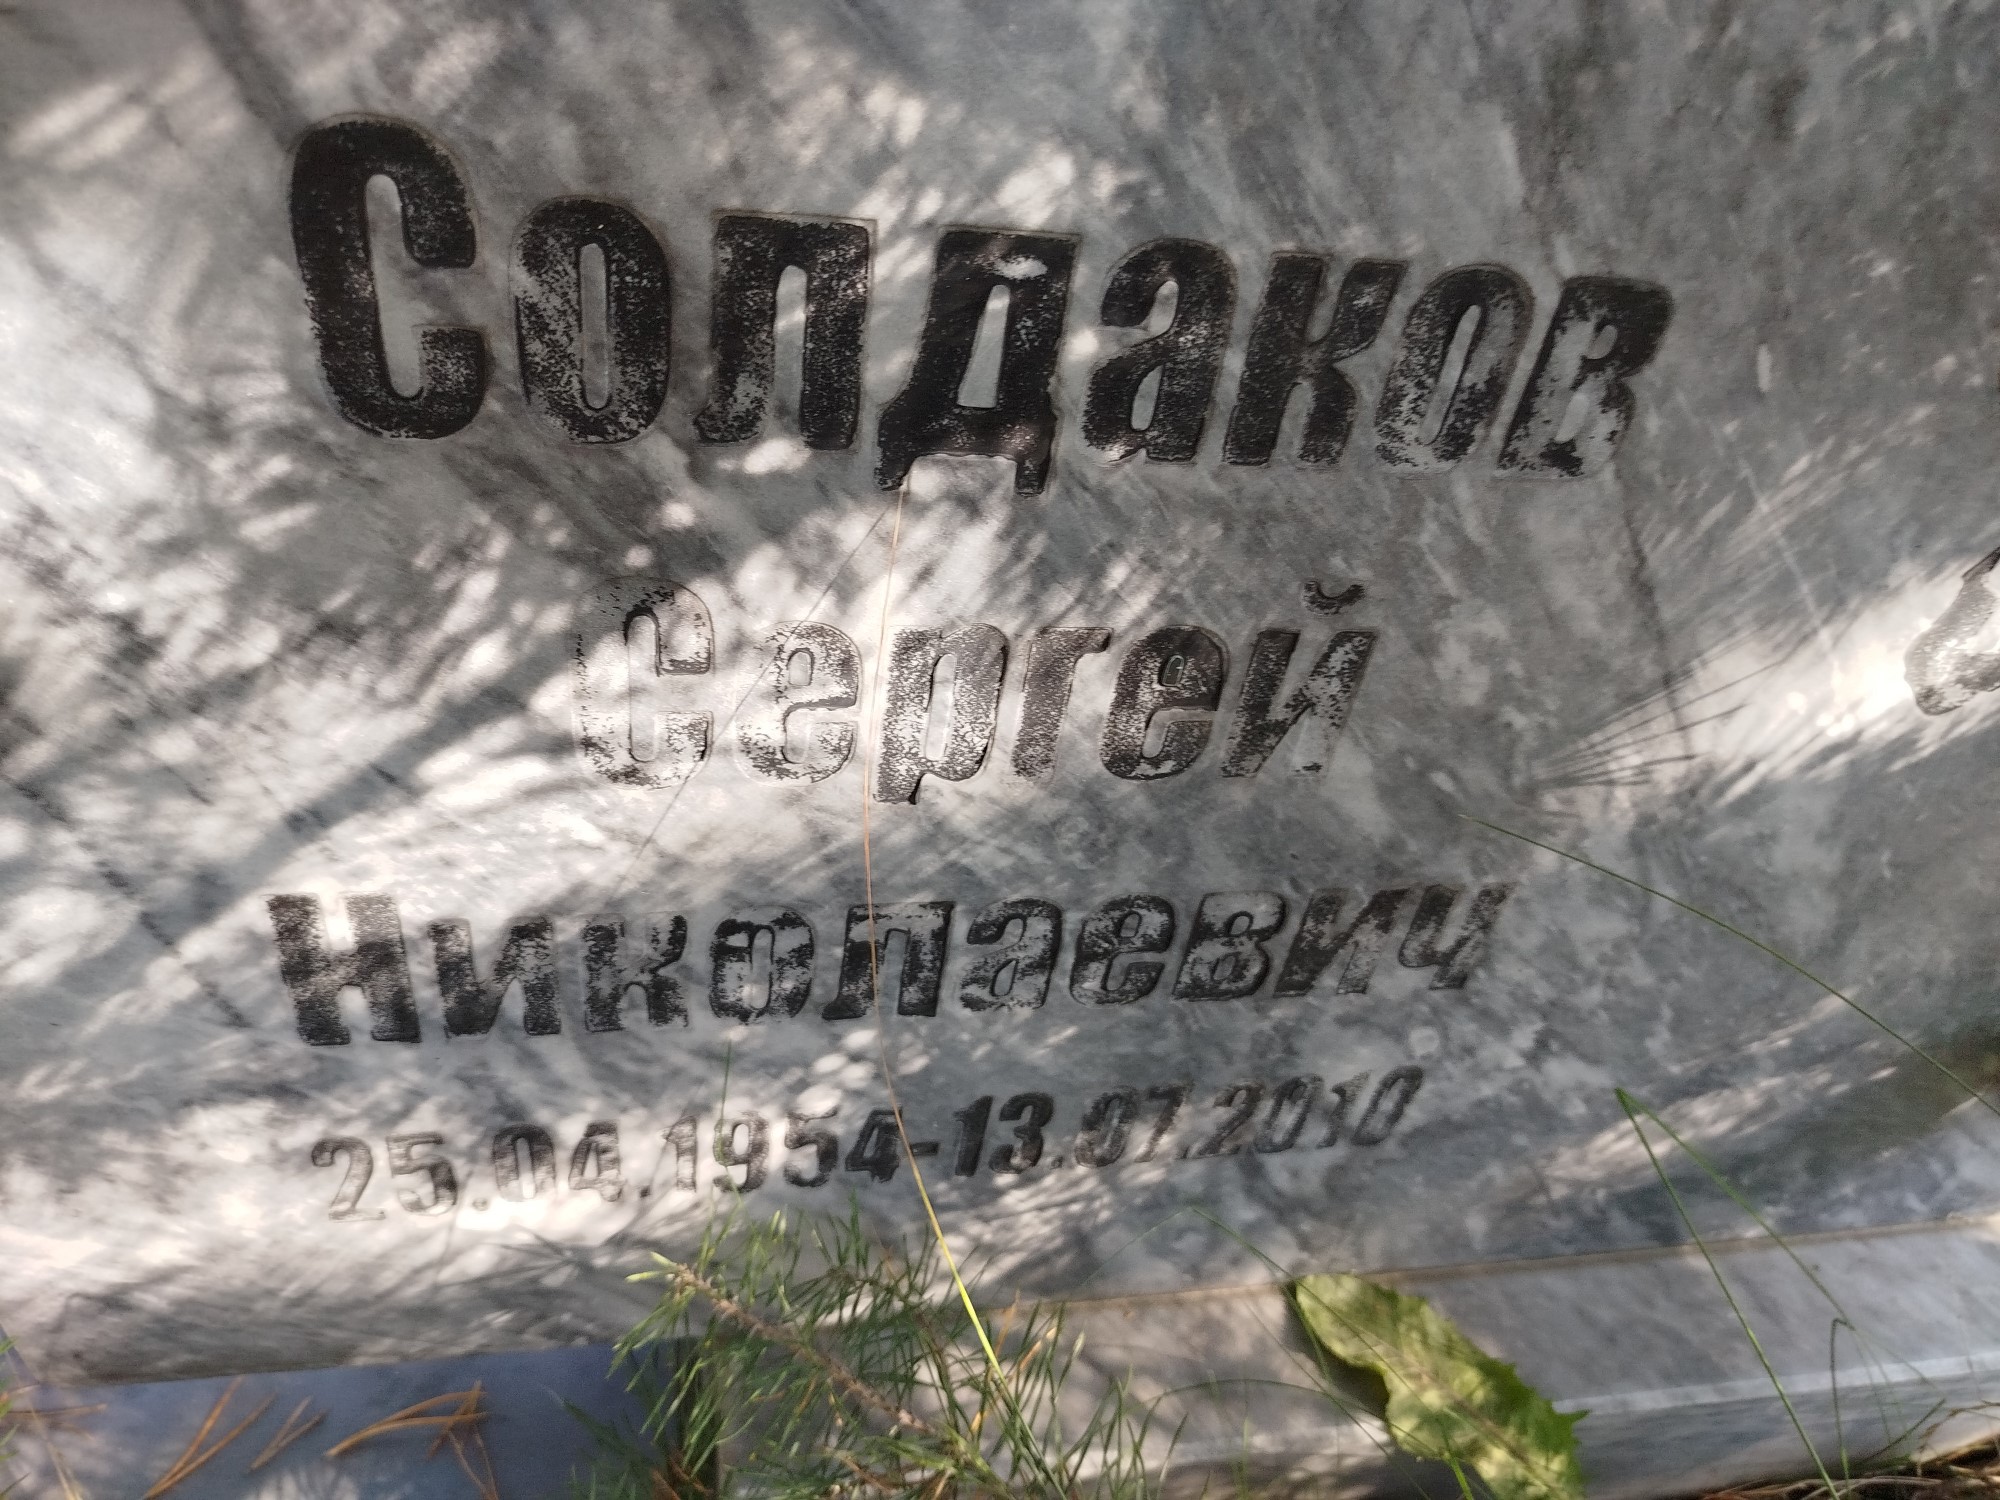 Солдаков
Сергей
Николаевич
25.04.1954-13.07.2010